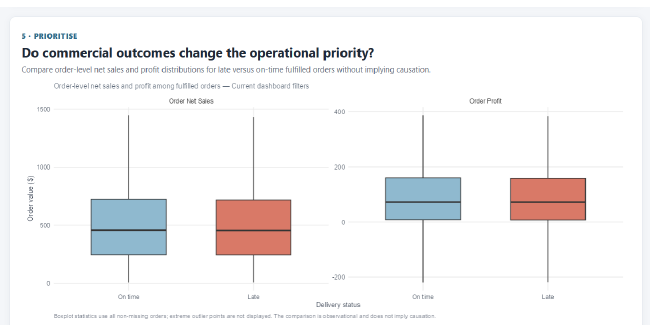 5 · PRIORITISE
Do commercial outcomes change the operational priority?
Compare order-level net sales and profit distributions for late versus on-time fulfilled orders without implying causation.
Order-level net sales and profit among fulfilled orders — Current dashboard filters
Order Net Sales
Order Profit
Order value ($)
1500
1000
500
0
400
200
0
-200
On time
Late
On time
Late
Delivery status
Boxplot statistics use all non-missing orders; extreme outlier points are not displayed. The comparison is observational and does not imply causation.